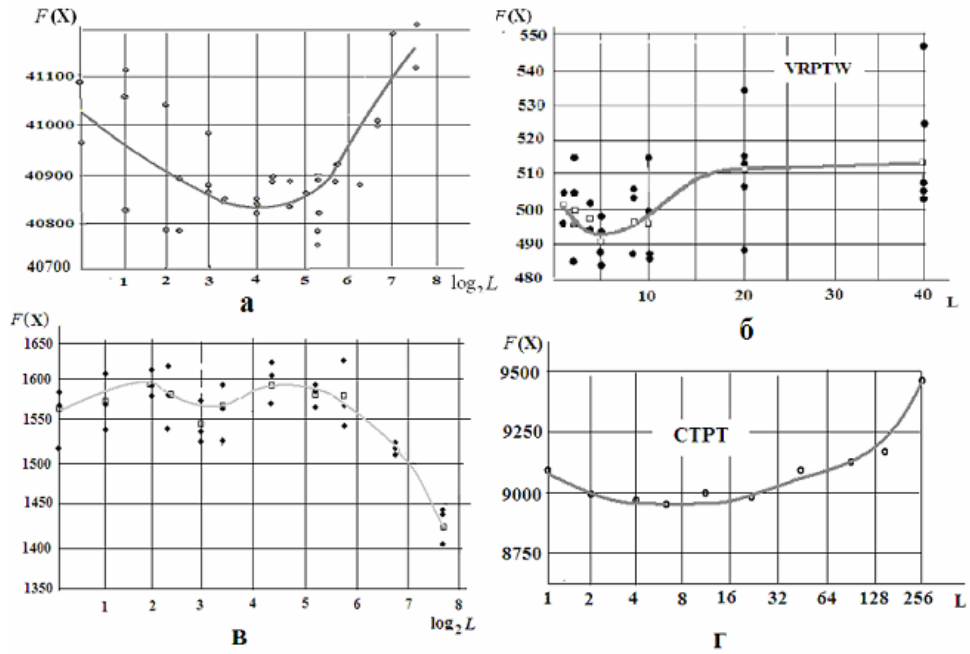 F(X)
41100
41000
40900
40800
40700
1 2 3 4 5 6 7 8 log₂ L
а
F(X)
550
540
530
520
510
500
490
480
VRPTW
10 20 30 40 L
б
F(X)
1650
1600
1550
1500
1450
1400
1350
1 2 3 4 5 6 7 8
log₂ L
в
F(X)
9500
9250
9000
8750
CTPT
1 2 4 8 16 32 64 128 256 L
г